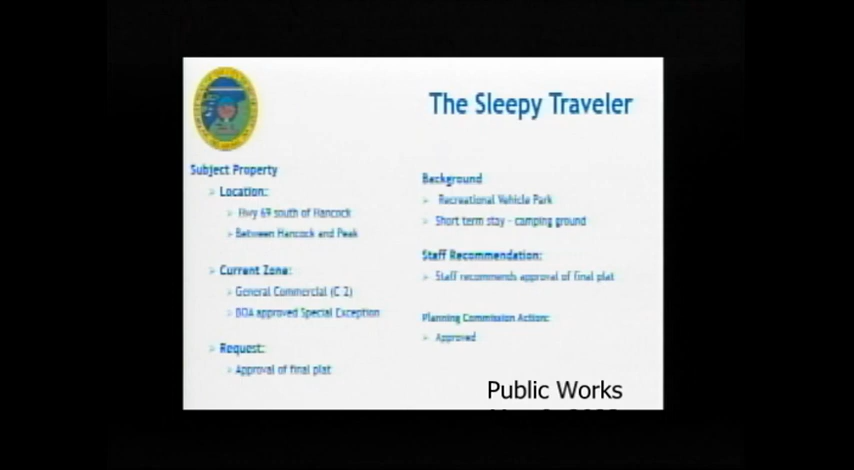 The Sleepy Traveler
Subject Property
Location:
Hwy 69 south of Hancock
Between Hancock and Peak
Current Zone:
General Commercial (C 2)
BOA approved Special Exception
Request:
Approval of final plat
Background
Recreational Vehicle Park
Short term stay - camping ground
Staff Recommendation:
Staff recommends approval of final plat
Planning Commission Action:
Approved
Public Works